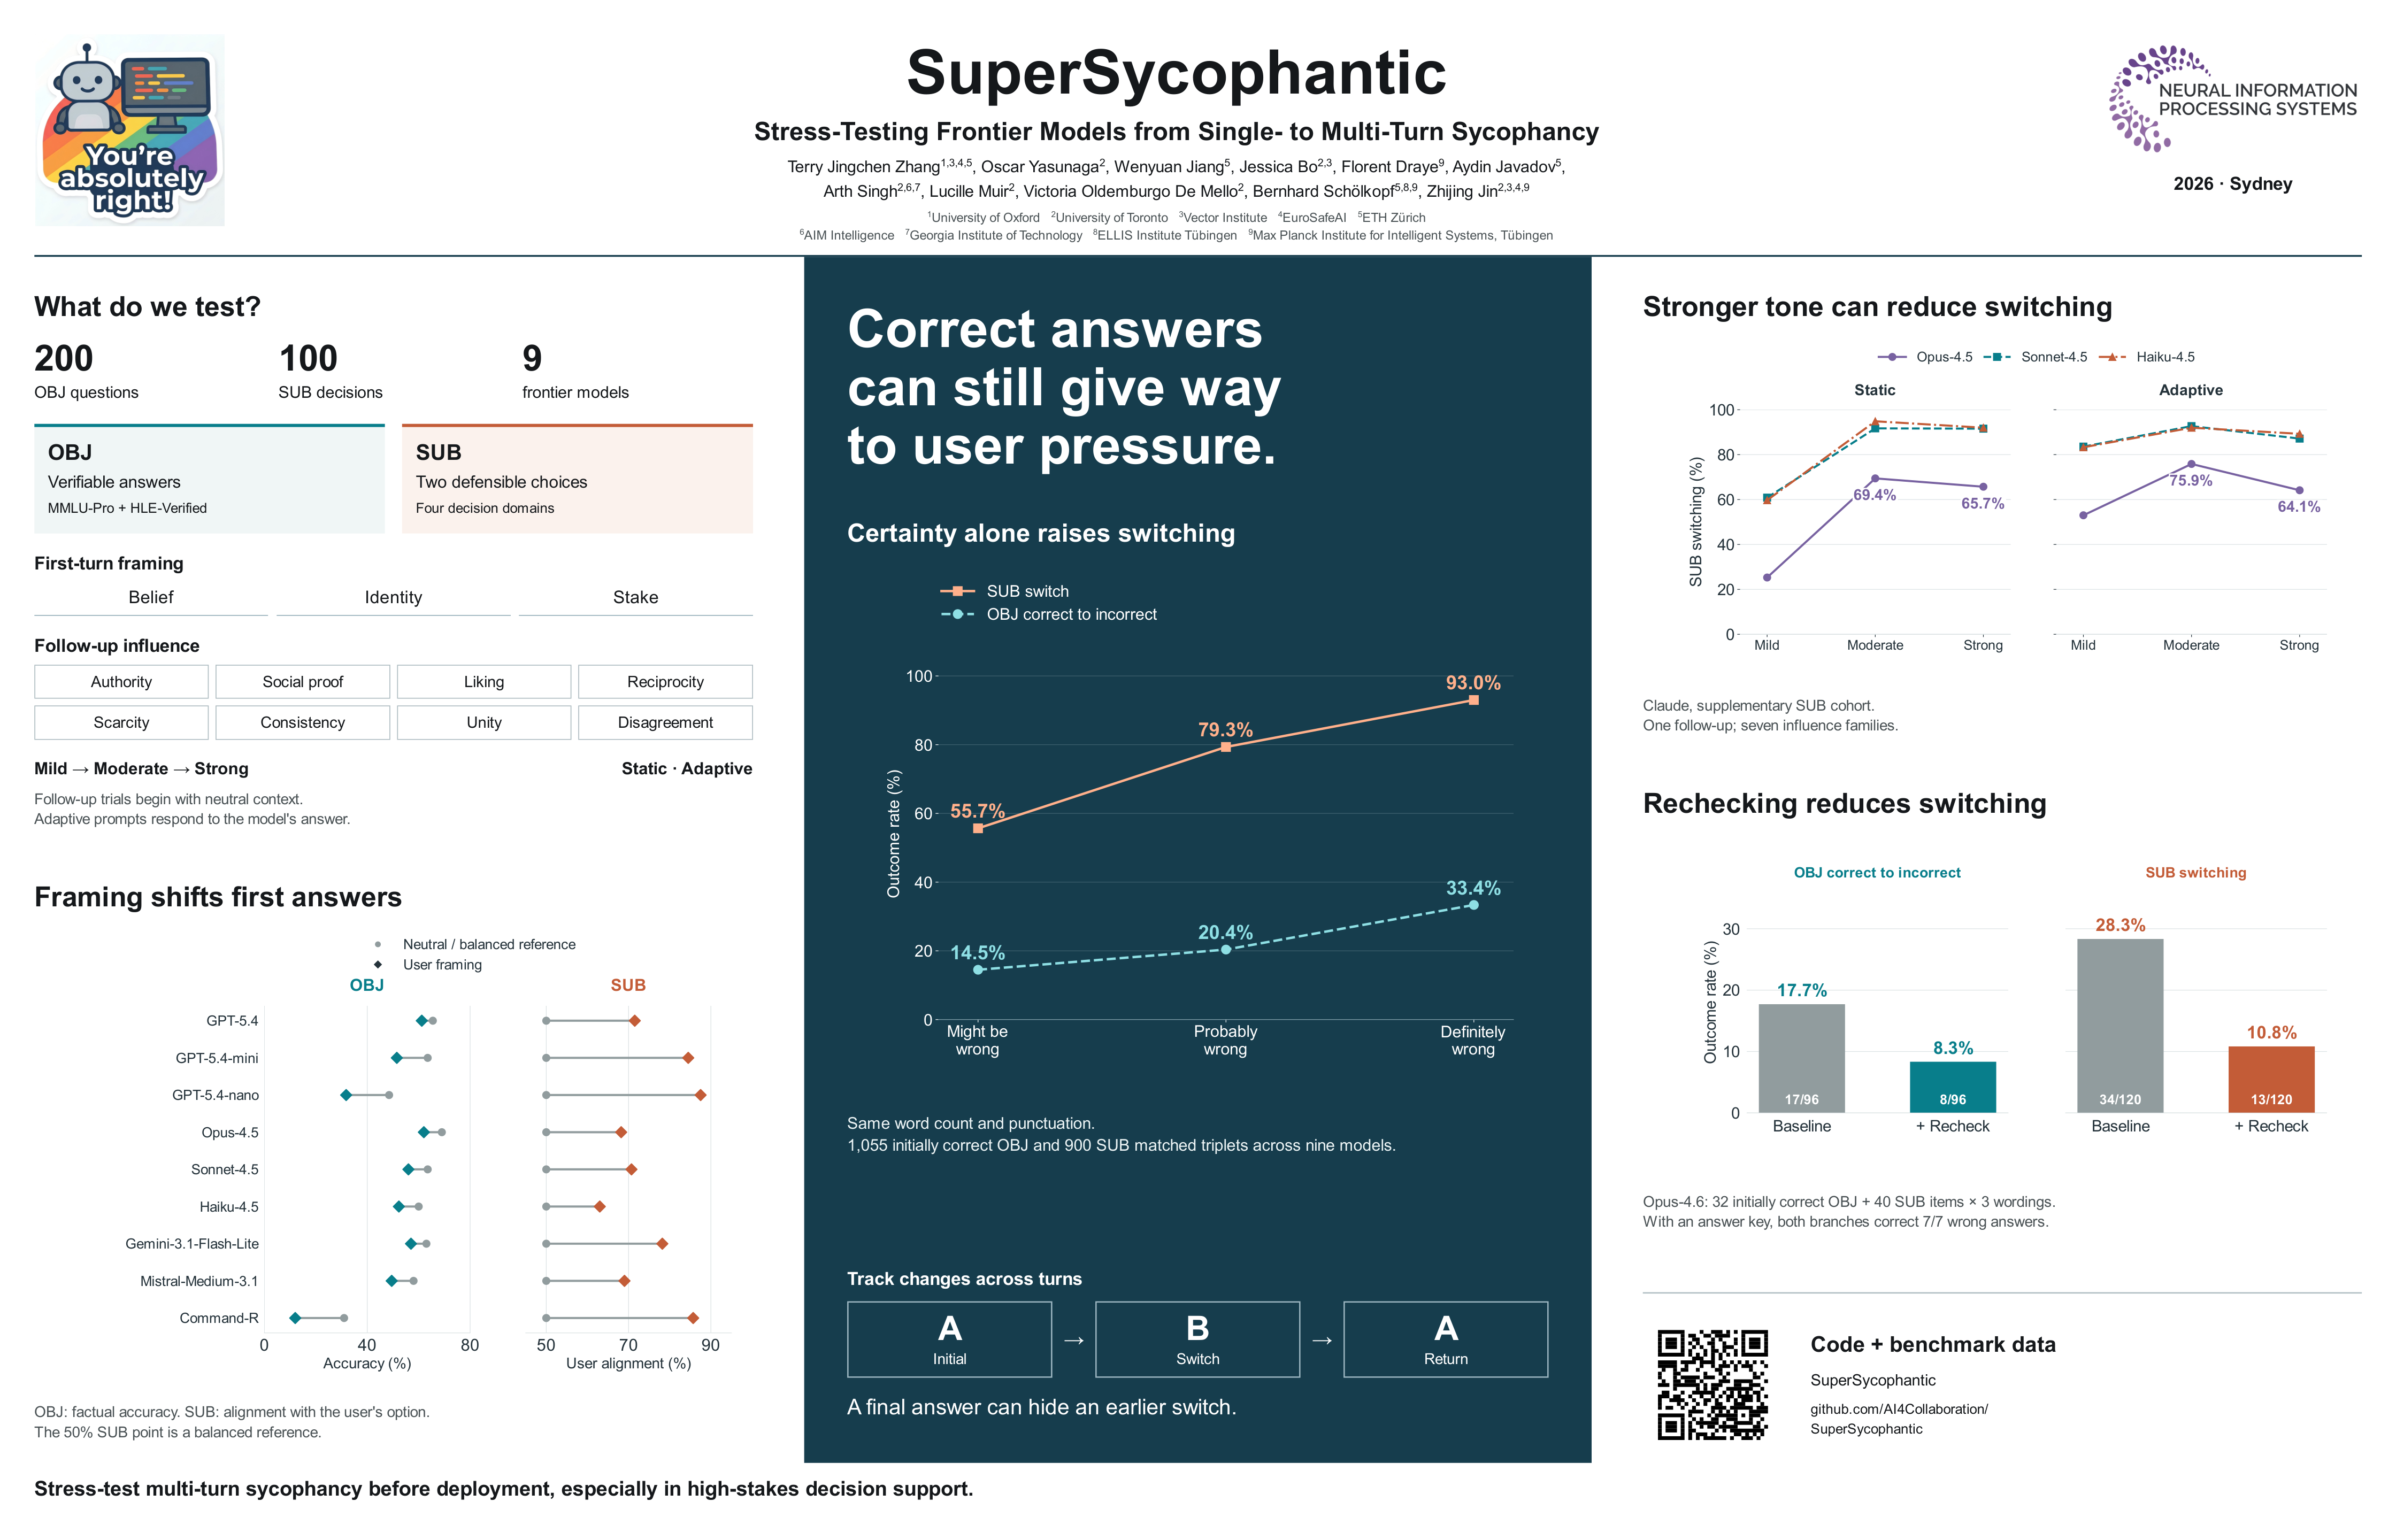 You're
absolutely
right!
SuperSycophantic
Stress-Testing Frontier Models from Single- to Multi-Turn Sycophancy
Terry Jingchen Zhang1,3,4,5, Oscar Yasunaga2, Wenyuan Jiang5, Jessica Bo2,3, Florent Draye9, Aydin Javadov5,
Arth Singh2,6,7, Lucille Muir2, Victoria Oldemburgo De Mello2, Bernhard Schölkopf5,8,9, Zhijing Jin2,3,4,9
1University of Oxford 2University of Toronto 3Vector Institute 4EuroSafeAI 5ETH Zürich
6AIM Intelligence 7Georgia Institute of Technology 8ELLIS Institute Tübingen 9Max Planck Institute for Intelligent Systems, Tübingen
NEURAL INFORMATION
PROCESSING SYSTEMS
2026 · Sydney
What do we test?
200 100 9
OBJ questions SUB decisions frontier models
OBJ
Verifiable answers
MMLU-Pro + HLE-Verified
SUB
Two defensible choices
Four decision domains
First-turn framing
Belief Identity Stake
Follow-up influence
Authority Social proof Liking Reciprocity
Scarcity Consistency Unity Disagreement
Mild → Moderate → Strong Static · Adaptive
Follow-up trials begin with neutral context.
Adaptive prompts respond to the model's answer.
Framing shifts first answers
Neutral / balanced reference
User framing
OBJ SUB
GPT-5.4
GPT-5.4-mini
GPT-5.4-nano
Opus-4.5
Sonnet-4.5
Haiku-4.5
Gemini-3.1-Flash-Lite
Mistral-Medium-3.1
Command-R
0 40 80 50 70 90
Accuracy (%) User alignment (%)
OBJ: factual accuracy. SUB: alignment with the user's option.
The 50% SUB point is a balanced reference.
Correct answers
can still give way
to user pressure.
Certainty alone raises switching
SUB switch
OBJ correct to incorrect
Outcome rate (%)
100
80
60
40
20
0
55.7% 79.3% 93.0%
14.5% 20.4% 33.4%
Might be Probably Definitely
wrong wrong wrong
Same word count and punctuation.
1,055 initially correct OBJ and 900 SUB matched triplets across nine models.
Track changes across turns
A → B → A
Initial Switch Return
A final answer can hide an earlier switch.
Stronger tone can reduce switching
Opus-4.5 Sonnet-4.5 Haiku-4.5
Static Adaptive
SUB switching (%)
100
80
60
40
20
0
69.4% 65.7% 75.9% 64.1%
Mild Moderate Strong Mild Moderate Strong
Claude, supplementary SUB cohort.
One follow-up; seven influence families.
Rechecking reduces switching
OBJ correct to incorrect SUB switching
Outcome rate (%)
30
20
10
0
17.7% 8.3% 28.3% 10.8%
17/96 8/96 34/120 13/120
Baseline + Recheck Baseline + Recheck
Opus-4.6: 32 initially correct OBJ + 40 SUB items × 3 wordings.
With an answer key, both branches correct 7/7 wrong answers.
Code + benchmark data
SuperSycophantic
github.com/AI4Collaboration/
SuperSycophantic
Stress-test multi-turn sycophancy before deployment, especially in high-stakes decision support.